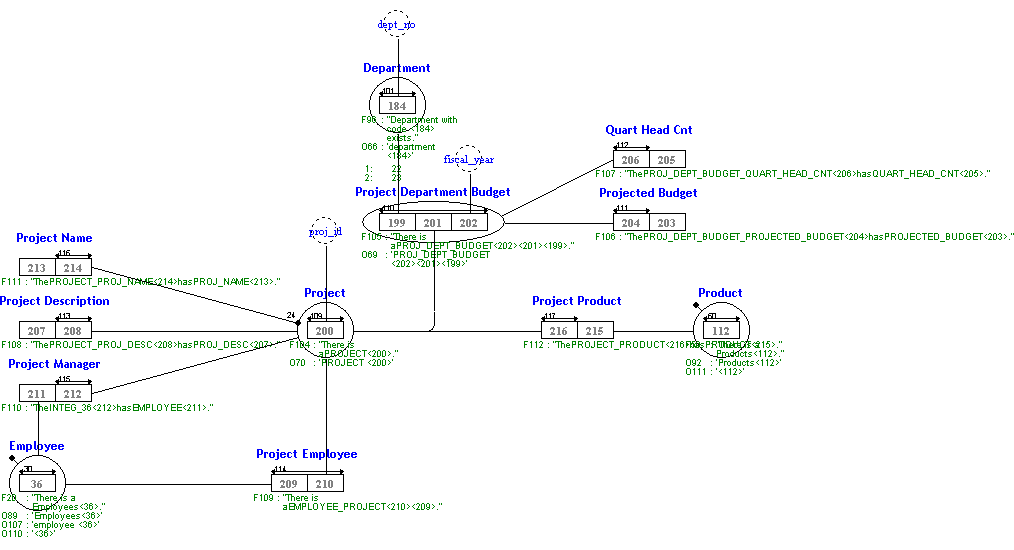 dept_no
Department
101
184
F96 : "Department with
code <184>
exists."
O66 : 'department
<184>'
1: 22
2: 23
fiscal_year
Quart Head Cnt
112
206 205
F107 : "ThePROJ_DEPT_BUDGET_QUART_HEAD_CNT<206>hasQUART_HEAD_CNT<205>."
Project Department Budget
110
199 201 202
F105 : "There is
aPROJ_DEPT_BUDGET<202><201><199>."
O69 : 'PROJ_DEPT_BUDGET
<202><201><199>'
Projected Budget
111
204 203
F106 : "ThePROJ_DEPT_BUDGET_PROJECTED_BUDGET<204>hasPROJECTED_BUDGET<203>."
proj_id
Project Name
116
213 214
F111 : "ThePROJECT_PROJ_NAME<214>hasPROJ_NAME<213>."
Project Description
113
207 208
F108 : "ThePROJECT_PROJ_DESC<208>hasPROJ_DESC<207>."
Project
24
109
200
F104 : "There is
aPROJECT<200>."
O70 : 'PROJECT <200>'
Project Product
117
216 215
F112 : "ThePROJECT_PRODUCT<216>hasPRODUCT<215>."
Product
60
112
"There is a
Products<112>."
O92 : 'Products<112>'
O111 : '<112>'
Project Manager
115
211 212
F110 : "TheINTEG_36<212>hasEMPLOYEE<211>."
Employee
30
36
"There is a
Employees<36>."
O89 : 'Employees<36>'
O107 : 'employee <36>'
O110 : '<36>'
Project Employee
114
209 210
F109 : "There is
aEMPLOYEE_PROJECT<210><209>."